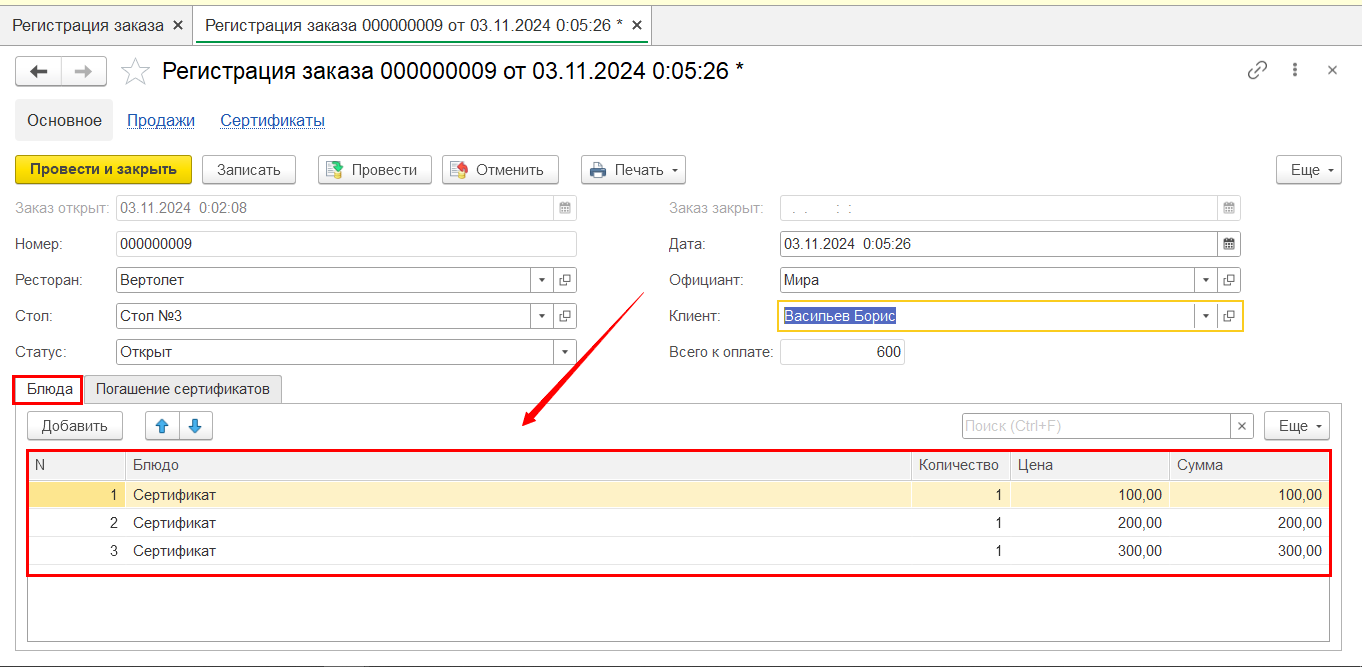 Регистрация заказа × Регистрация заказа 000000009 от 03.11.2024 0:05:26 * ×
Регистрация заказа 000000009 от 03.11.2024 0:05:26 *
Основное Продажи Сертификаты
Провести и закрыть Записать Провести Отменить Печать Еще
Заказ открыт: 03.11.2024 0:02:08 Заказ закрыт: . . : :
Номер: 000000009 Дата: 03.11.2024 0:05:26
Ресторан: Вертолет Официант: Мира
Стол: Стол №3 Клиент: Васильев Борис
Статус: Открыт Всего к оплате: 600
Блюда Погашение сертификатов
Добавить Поиск (Ctrl+F) × Еще
N Блюдо Количество Цена Сумма
1 Сертификат 1 100,00 100,00
2 Сертификат 1 200,00 200,00
3 Сертификат 1 300,00 300,00